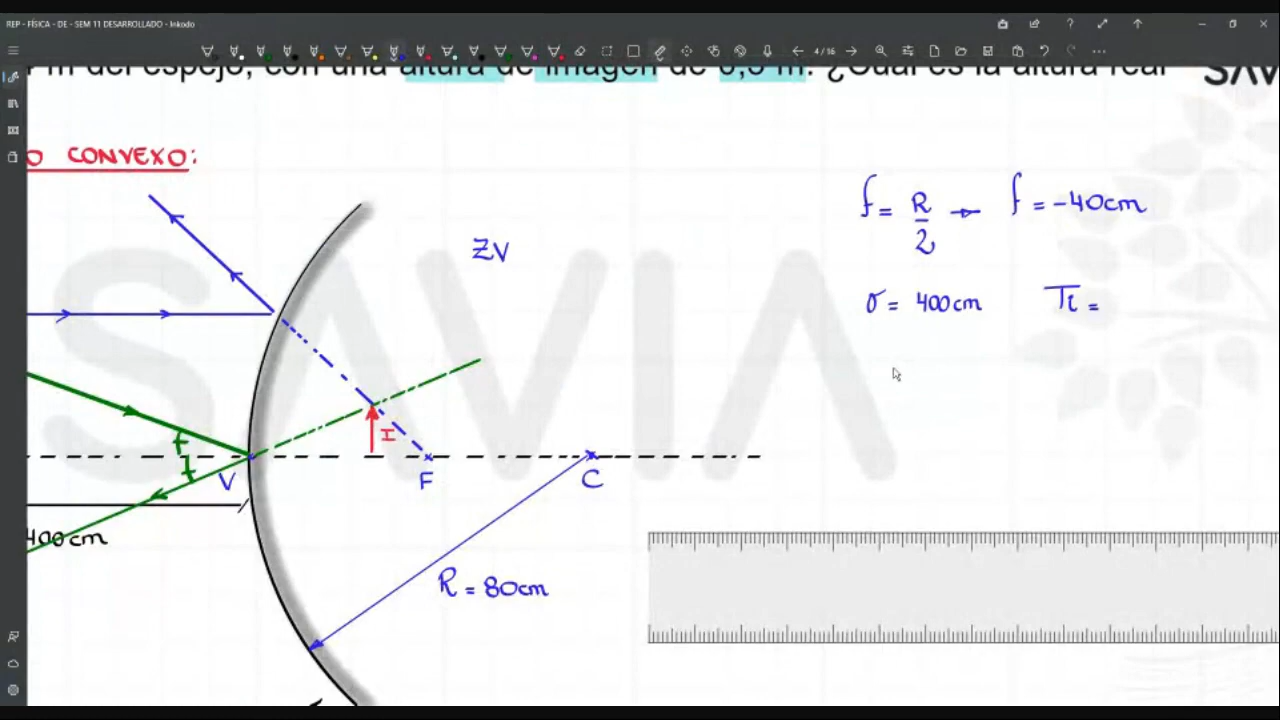 REP - FÍSICA - DE - SEM 11 DESARROLLADO - Inkodo
4/16
m del espejo, con una altura de imagen de 0,5 m. ¿Cuál es la altura real
SAV
O CONVEXO:
ZV
f = R/2 → f = -40cm
σ = 400cm
I
V
F
C
400cm
R = 80cm
SAVIA